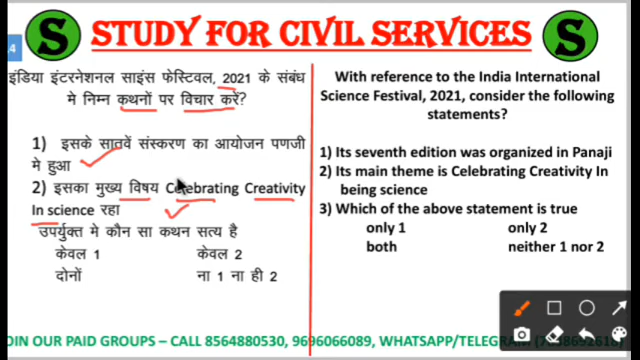 S STUDY FOR CIVIL SERVICES S
.4
इंडिया इंटरनेशनल साइंस फेस्टिवल, 2021 के संबंध
मे निम्न कथनों पर विचार करें?
1) इसके सातवें संस्करण का आयोजन पणजी
मे हुआ
2) इसका मुख्य विषय Celebrating Creativity
In science रहा
उपर्युक्त मे कौन सा कथन सत्य है
केवल 1 केवल 2
दोनों ना 1 ना ही 2
With reference to the India International
Science Festival, 2021, consider the following
statements?
1) Its seventh edition was organized in Panaji
2) Its main theme is Celebrating Creativity In
being science
3) Which of the above statement is true
only 1 only 2
both neither 1 nor 2
OIN OUR PAID GROUPS – CALL 8564880530, 9696066089, WHATSAPP/TELEGRAM